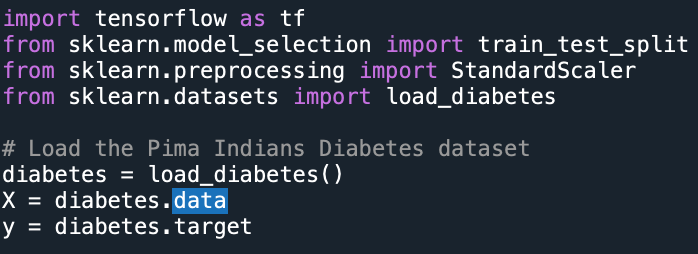 import tensorflow as tf
from sklearn.model_selection import train_test_split
from sklearn.preprocessing import StandardScaler
from sklearn.datasets import load_diabetes
# Load the Pima Indians Diabetes dataset
diabetes = load_diabetes()
X = diabetes.data
y = diabetes.target